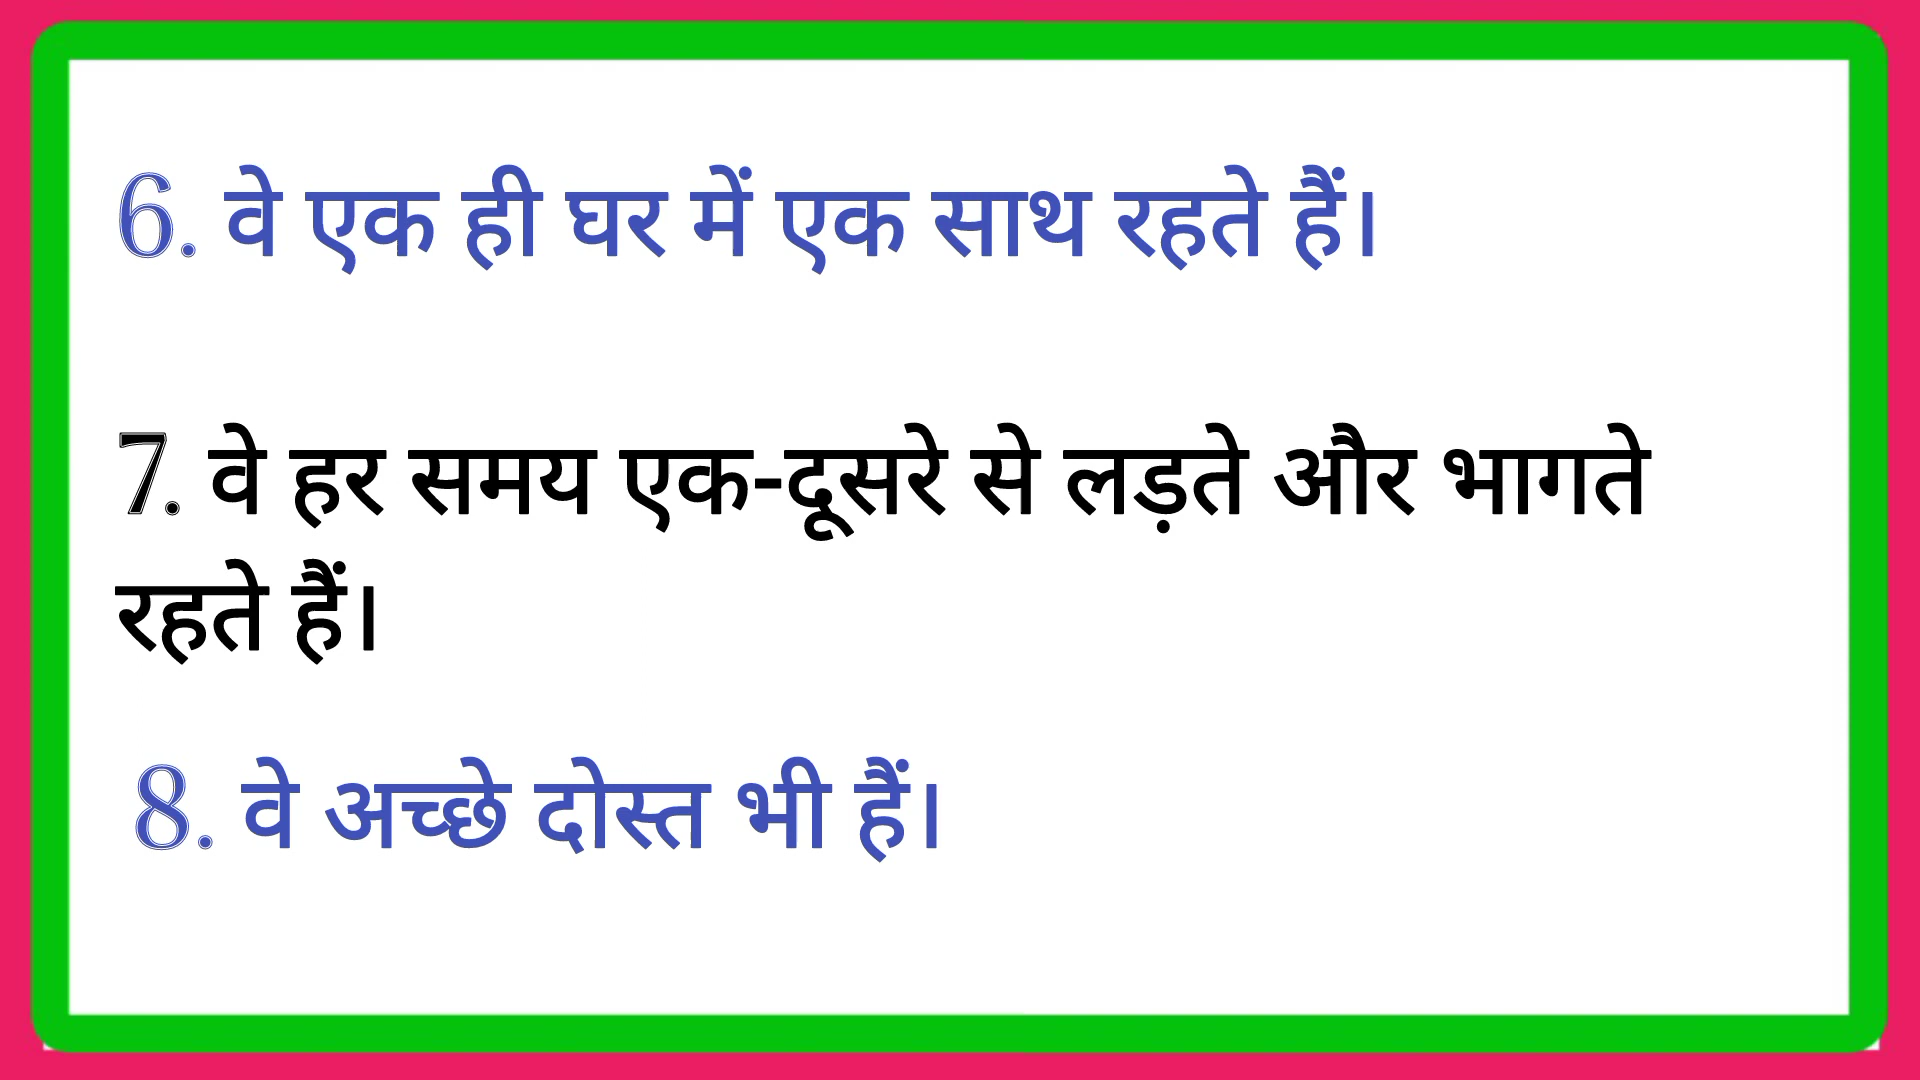 6. वे एक ही घर में एक साथ रहते हैं।
7. वे हर समय एक-दूसरे से लड़ते और भागते
रहते हैं।
8. वे अच्छे दोस्त भी हैं।